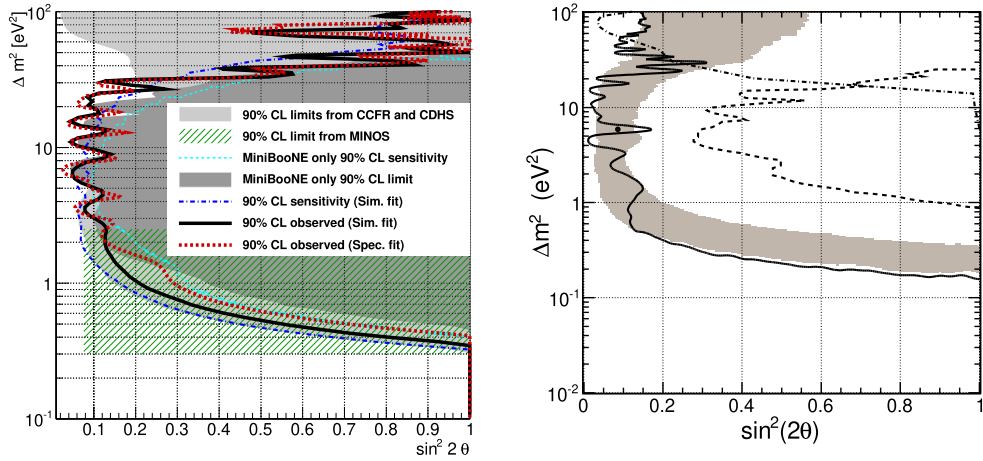 Δ m² [eV²]
10²
10
1
10⁻¹
0.1 0.2 0.3 0.4 0.5 0.6 0.7 0.8 0.9 1
sin² 2 θ
90% CL limits from CCFR and CDHS
90% CL limit from MINOS
MiniBooNE only 90% CL sensitivity
MiniBooNE only 90% CL limit
90% CL sensitivity (Sim. fit)
90% CL observed (Sim. fit)
90% CL observed (Spec. fit)
Δm² (eV²)
10²
10
1
10⁻¹
10⁻²
0 0.2 0.4 0.6 0.8 1
sin²(2θ)